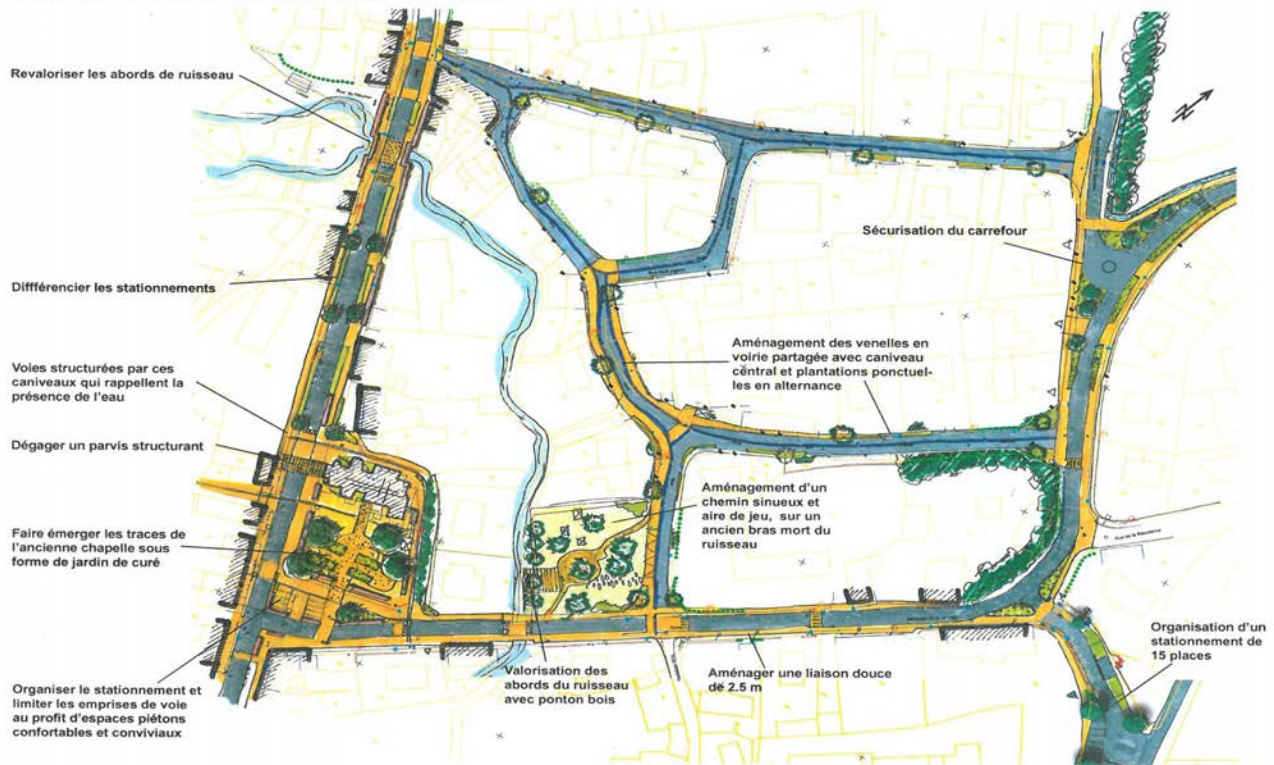 Revaloriser les abords de ruisseau
Diffférencier les stationnements
Voies structurées par ces
caniveaux qui rappellent la
présence de l'eau
Dégager un parvis structurant
Faire émerger les traces de
l'ancienne chapelle sous
forme de jardin de curé
Organiser le stationnement et
limiter les emprises de voie
au profit d'espaces piétons
confortables et conviviaux
Sécurisation du carrefour
Aménagement des venelles en
voirie partagée avec caniveau
central et plantations ponctuel-
les en alternance
Aménagement d'un
chemin sinueux et
aire de jeu, sur un
ancien bras mort du
ruisseau
Rue de la Résidence
Valorisation des
abords du ruisseau
avec ponton bois
Aménager une liaison douce
de 2.5 m
Organisation d'un
stationnement de
15 places